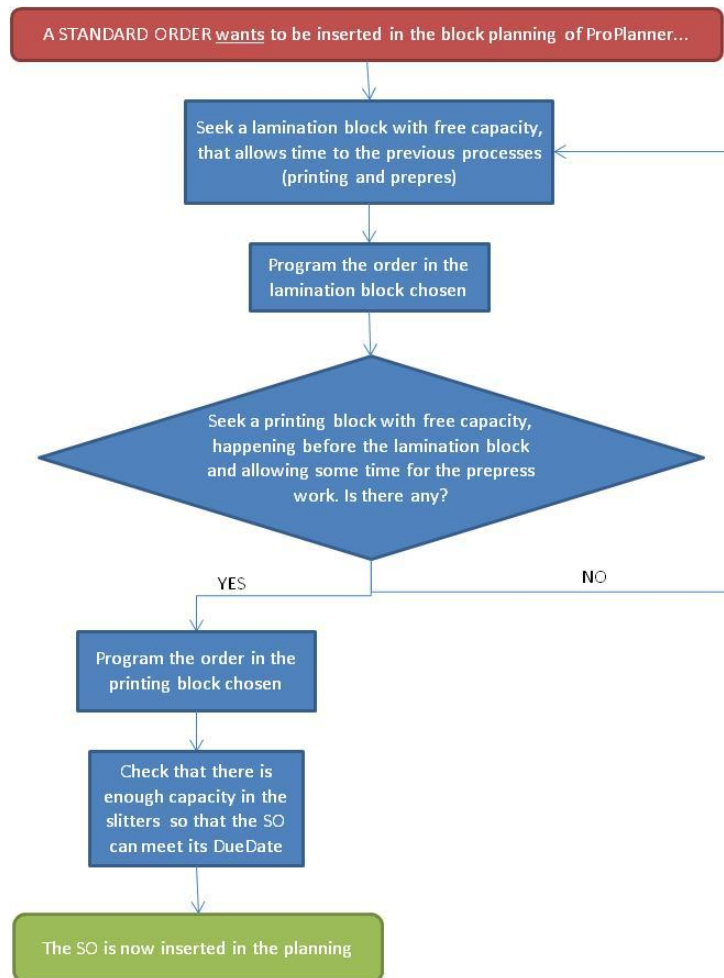 A STANDARD ORDER wants to be inserted in the block planning of ProPlanner...
Seek a lamination block with free capacity,
that allows time to the previous processes
(printing and prepres)
Program the order in the
lamination block chosen
Seek a printing block with free capacity,
happening before the lamination block
and allowing some time for the prepress
work. Is there any?
YES
NO
Program the order in the
printing block chosen
Check that there is
enough capacity in the
slitters so that the SO
can meet its DueDate
The SO is now inserted in the planning